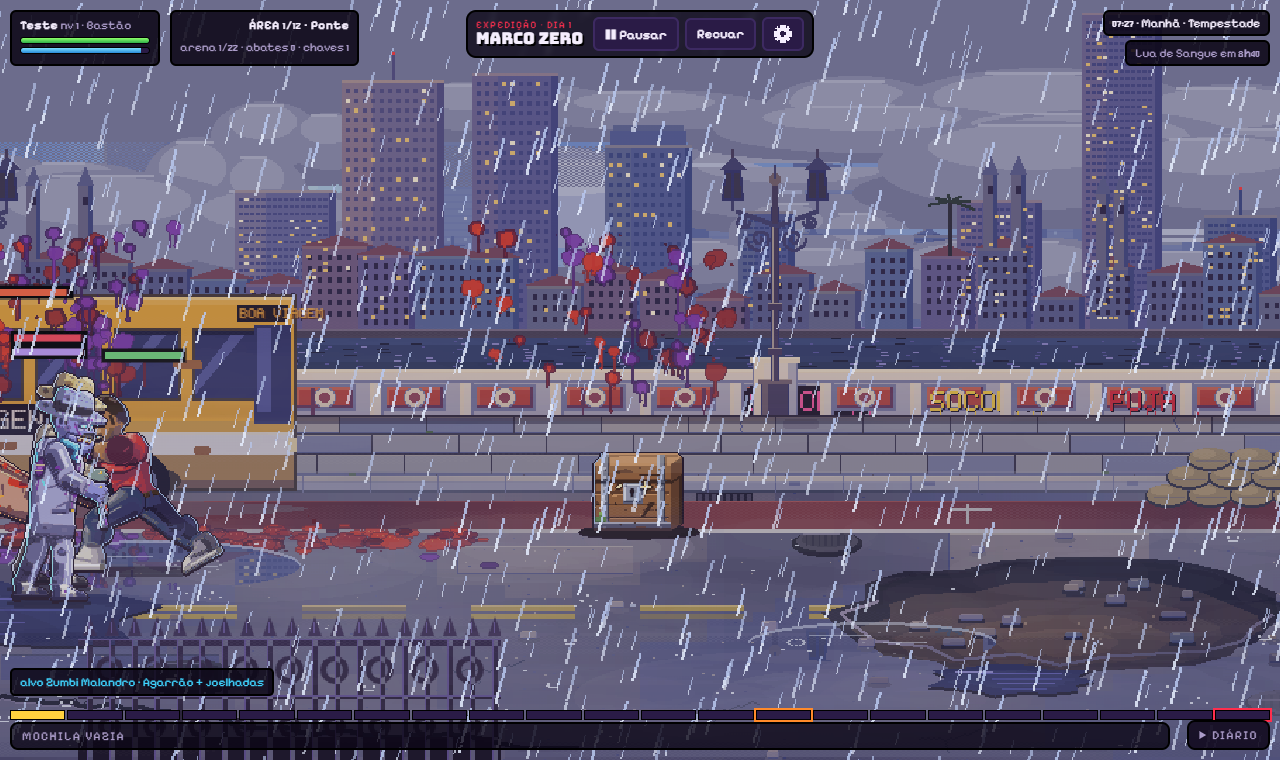 Teste nv1 · Bastão
ÁREA 1/12 · Ponte
arena 1/22 · abates 0 · chaves 1
EXPEDIÇÃO · DIA 1
MARCO ZERO
Pausar
Recuar
07:27 · Manhã · Tempestade
Lua de Sangue em 8h40
BOA VIAGEM
SOCO
alvo Zumbi Malandro · Agarrão + joelhadas
MOCHILA VAZIA
▶ DIÁRIO